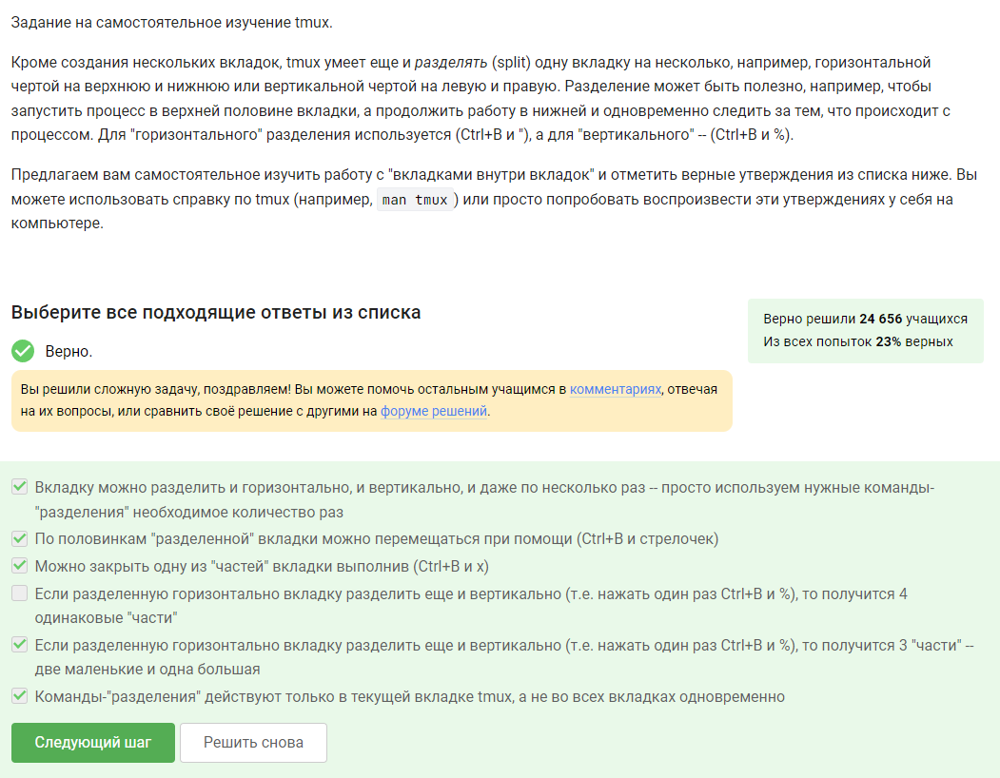 Задание на самостоятельное изучение tmux.
Кроме создания нескольких вкладок, tmux умеет еще и разделять (split) одну вкладку на несколько, например, горизонтальной
чертой на верхнюю и нижнюю или вертикальной чертой на левую и правую. Разделение может быть полезно, например, чтобы
запустить процесс в верхней половине вкладки, а продолжить работу в нижней и одновременно следить за тем, что происходит с
процессом. Для "горизонтального" разделения используется (Ctrl+B и "), а для "вертикального" -- (Ctrl+B и %).
Предлагаем вам самостоятельное изучить работу с "вкладками внутри вкладок" и отметить верные утверждения из списка ниже. Вы
можете использовать справку по tmux (например, man tmux ) или просто попробовать воспроизвести эти утверждениях у себя на
компьютере.
Выберите все подходящие ответы из списка
Верно решили 24 656 учащихся
Из всех попыток 23% верных
Верно.
Вы решили сложную задачу, поздравляем! Вы можете помочь остальным учащимся в комментариях, отвечая
на их вопросы, или сравнить своё решение с другими на форуме решений.
Вкладку можно разделить и горизонтально, и вертикально, и даже по несколько раз -- просто используем нужные команды-
"разделения" необходимое количество раз
По половинкам "разделенной" вкладки можно перемещаться при помощи (Ctrl+B и стрелочек)
Можно закрыть одну из "частей" вкладки выполнив (Ctrl+B и x)
Если разделенную горизонтально вкладку разделить еще и вертикально (т.е. нажать один раз Ctrl+B и %), то получится 4
одинаковые "части"
Если разделенную горизонтально вкладку разделить еще и вертикально (т.е. нажать один раз Ctrl+B и %), то получится 3 "части" --
две маленькие и одна большая
Команды-"разделения" действуют только в текущей вкладке tmux, а не во всех вкладках одновременно
Следующий шаг
Решить снова